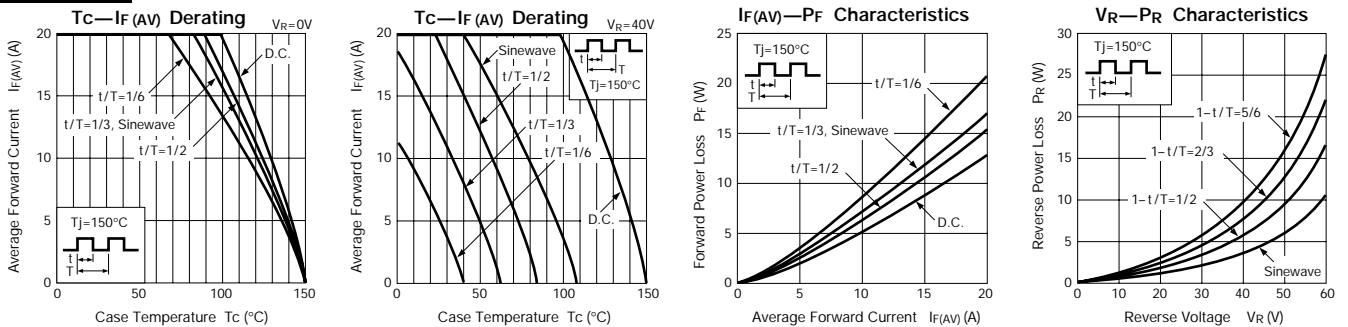 Tc—IF (AV) Derating
VR=0V
Average Forward Current IF(AV) (A)
20
15
10
5
0
t/T=1/6
t/T=1/3, Sinewave
t/T=1/2
D.C.
Tj=150°C
t
T
0 50 100 150
Case Temperature Tc (°C)
Tc—IF (AV) Derating
VR=40V
Average Forward Current IF(AV) (A)
20
15
10
5
0
Sinewave
t/T=1/2
t/T=1/3
t/T=1/6
D.C.
t
T
Tj=150°C
0 50 100 150
Case Temperature Tc (°C)
IF(AV)—PF Characteristics
Forward Power Loss PF (W)
25
20
15
10
5
0
Tj=150°C
t
T
t/T=1/6
t/T=1/3, Sinewave
t/T=1/2
D.C.
0 5 10 15 20
Average Forward Current IF(AV) (A)
VR—PR Characteristics
Reverse Power Loss PR (W)
30
25
20
15
10
5
0
Tj=150°C
t
T
1–t/T=5/6
1–t/T=2/3
1–t/T=1/2
Sinewave
0 10 20 30 40 50 60
Reverse Voltage VR (V)